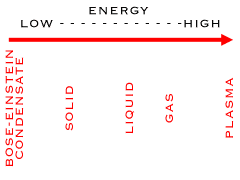 ENERGY
LOW - - - - - - - - - - - -HIGH
BOSE-EINSTEIN
CONDENSATE
SOLID
LIQUID
GAS
PLASMA